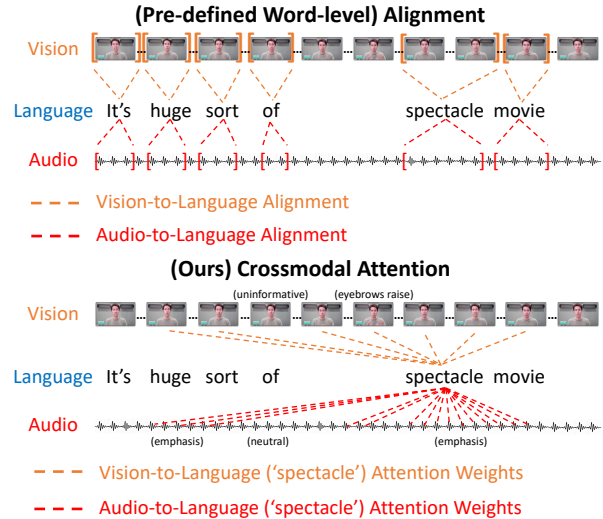 (Pre-defined Word-level) Alignment
Vision
Language It's huge sort of spectacle movie
Audio
Vision-to-Language Alignment
Audio-to-Language Alignment
(Ours) Crossmodal Attention
(uninformative) (eyebrows raise)
Vision
Language It's huge sort of spectacle movie
Audio
(emphasis) (neutral) (emphasis)
Vision-to-Language ('spectacle') Attention Weights
Audio-to-Language ('spectacle') Attention Weights